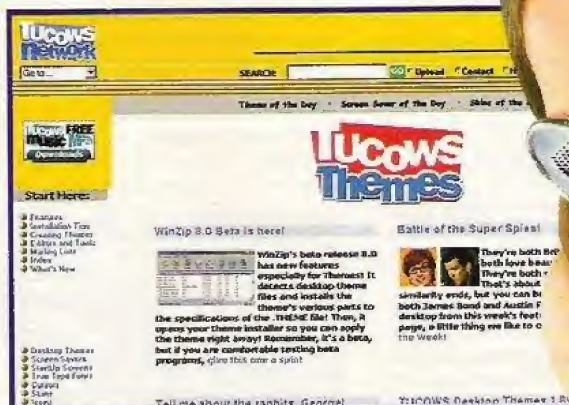 TUCOWS
Network
Go to...
SEARCH: GO Upload Contact
Theme of the Day · Screen Saver of the Day · Skins of the
TUCOWS FREE
music MP3
Downloads
Start Here:
Features
Installation Tips
Creating Themes
Editors and Tools
Mailing Lists
Index
What's New
Desktop Themes
Screen Savers
StartUp Screens
True Type Fonts
Cursors
Skins
Icons
TUCOWS
Themes
WinZip 8.0 Beta is here!
WinZip's beta release 8.0
has new features
especially for Themes! It
detects desktop theme
files and installs the
theme's various parts to
the specifications of the .THEME file! Then, it
opens your theme installer so you can apply
the theme right away! Remember, it's a beta,
but if you are comfortable testing beta
programs, give this one a spin!
Tell me about the rabbits, George!
Battle of the Super Spies!
They're both
both love
They're both
That's about
similarity ends, but you can
both James Bond and Austin
desktop from this week's
page, a little thing we like to
the Week!
TUCOWS Desktop Themes